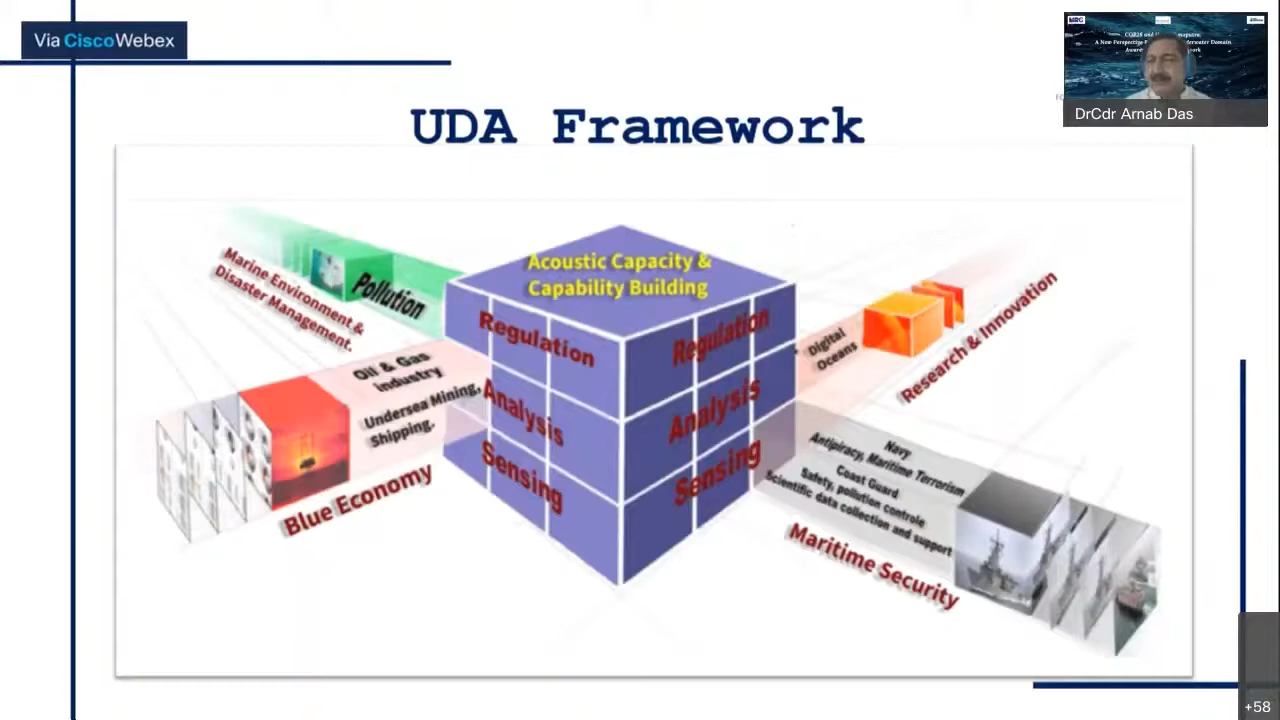 Via CiscoWebex
MRG
DrCdr Arnab Das
UDA Framework
Acoustic Capacity &
Capability Building
Regulation
Analysis
Sensing
Regulation
Analysis
Sensing
Pollution
Marine Environment &
Disaster Management.
Oil & Gas
industry
Undersea Mining,
Shipping.
Blue Economy
Digital
Oceans
Research & Innovation
Navy
Antipiracy, Maritime Terrorism
Coast Guard
Safety, pollution controle
Scientific data collection and support
Maritime Security
+58